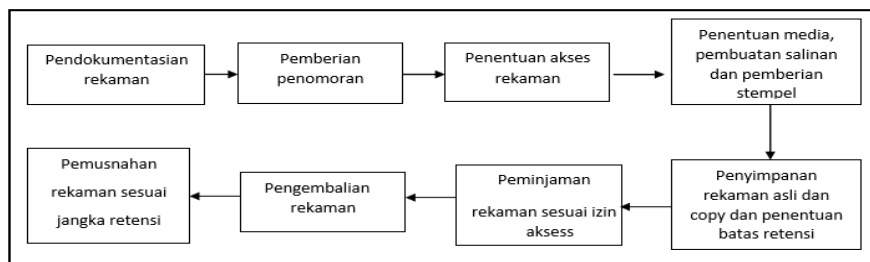 Pendokumentasian
rekaman
Pemberian
penomoran
Penentuan akses
rekaman
Penentuan media,
pembuatan salinan
dan pemberian
stempel
Penyimpanan
rekaman asli dan
copy dan penentuan
batas retensi
Peminjaman
rekaman sesuai izin
aksess
Pengembalian
rekaman
Pemusnahan
rekaman sesuai
jangka retensi